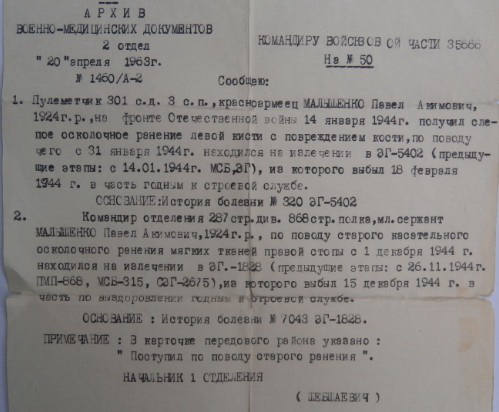 АРХИВ
ВОЕННО-МЕДИЦИНСКИХ ДОКУМЕНТОВ
2 отдел
"20"апреля 1963г.
№ 1460/А-2
КОМАНДИРУ ВОЙСКОВОЙ ЧАСТИ 35666
На № 50
Сообщаю:
1. Пулеметчик 301 с.д. 3 с.п.,красноармеец МАЛЫШЕНКО Павел Акимович,
1924г.р.,на фронте Отечественной войны 14 января 1944г. получил сле-
пое осколочное ранение левой кисти с повреждением кости,по поводу
чего с 31 января 1944г. находился на излечении в ЭГ-5402 (предыду-
щие этапы: с 14.01.1944г. МСБ,ЭГ), из которого выбыл 18 февраля
1944 г. в часть годным к строевой службе.
ОСНОВАНИЕ:История болезни № 320 ЭГ-5402
2. Командир отделения 287стр.див. 868стр.полка,мл.сержант
МАЛЫШЕНКО Павел Акимович,1924г.р., по поводу старого касательного
осколочного ранения мягких тканей правой стопы с 1 декабря 1944 г.
находился на излечении в ЭГ.-1828 (предыдущие этапы: с 26.11.1944г.
ПМП-868, МСБ-315, СЭГ-2675),из которого выбыл 15 декабря 1944 г. в
часть по выздоровлении годным к строевой службе.
ОСНОВАНИЕ : История болезни № 7043 ЭГ-1828.
ПРИМЕЧАНИЕ : В карточке передового района указано :
" Поступил по поводу старого ранения ".
НАЧАЛЬНИК 1 ОТДЕЛЕНИЯ